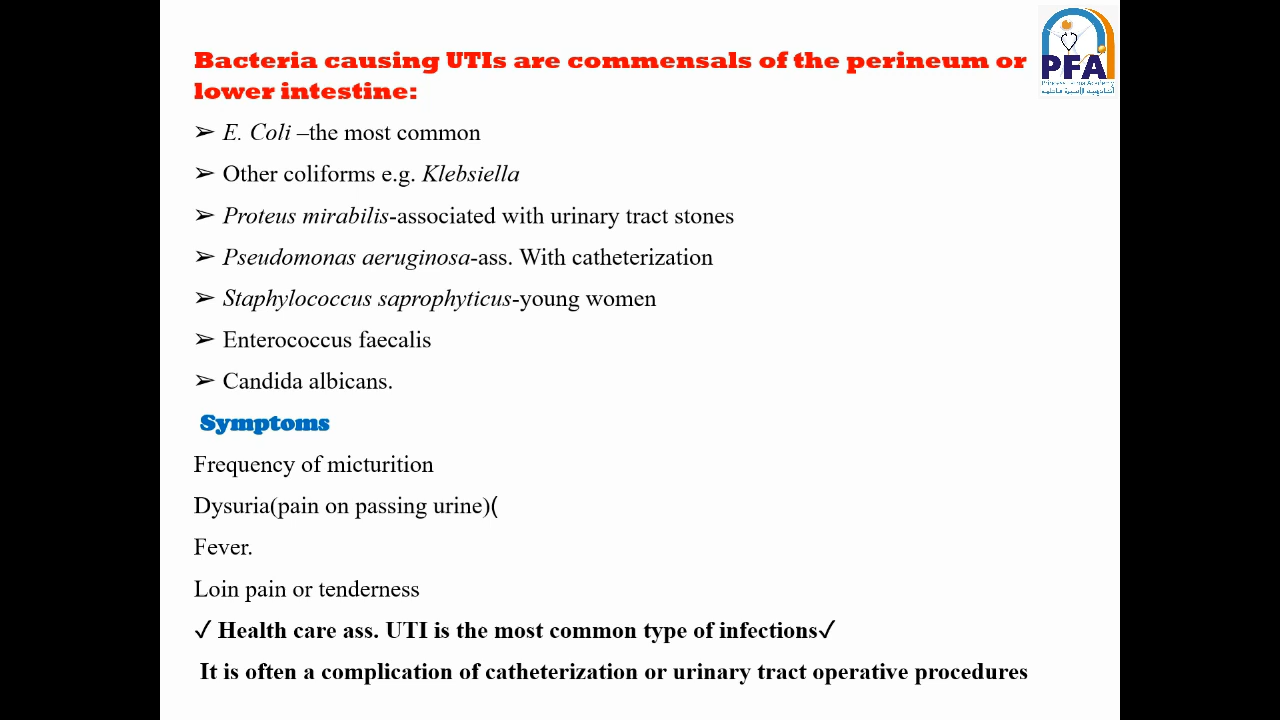 Bacteria causing UTIs are commensals of the perineum or
lower intestine:
➢ E. Coli –the most common
➢ Other coliforms e.g. Klebsiella
➢ Proteus mirabilis-associated with urinary tract stones
➢ Pseudomonas aeruginosa-ass. With catheterization
➢ Staphylococcus saprophyticus-young women
➢ Enterococcus faecalis
➢ Candida albicans.
Symptoms
Frequency of micturition
Dysuria(pain on passing urine)(
Fever.
Loin pain or tenderness
✓ Health care ass. UTI is the most common type of infections✓
It is often a complication of catheterization or urinary tract operative procedures
PFA